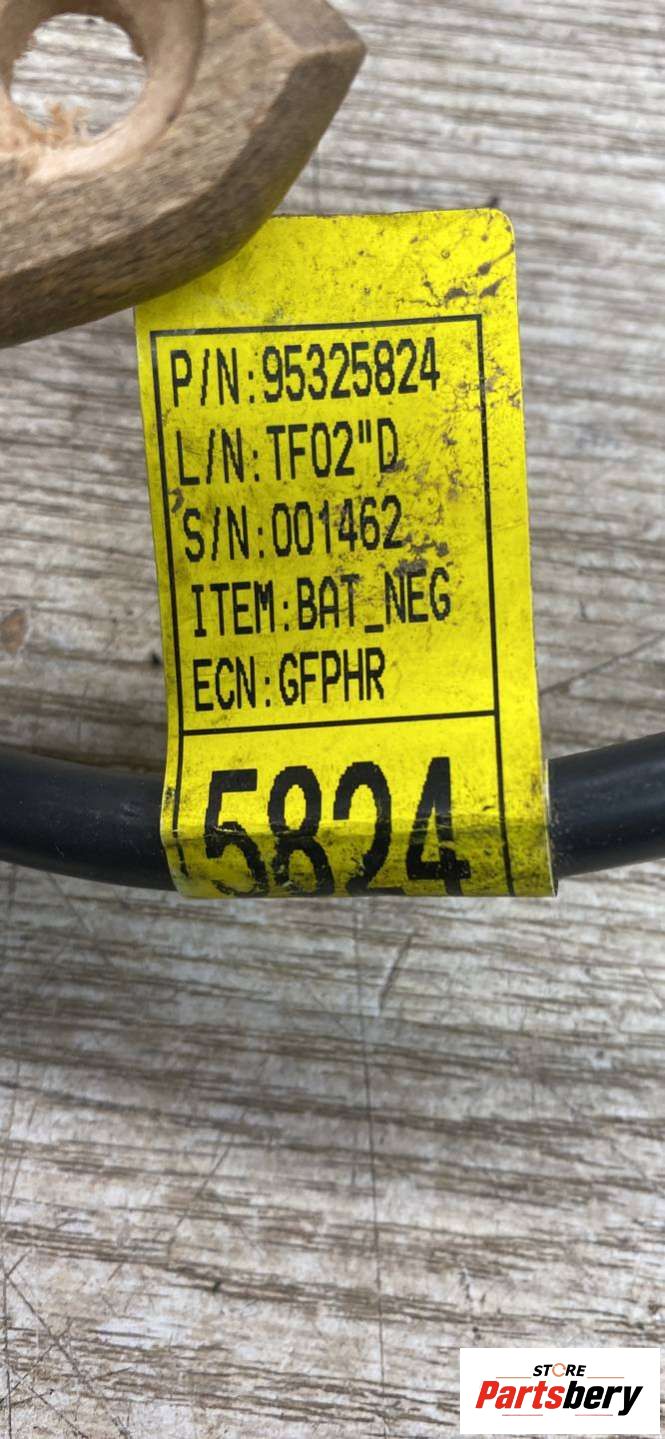 P/N:95325824
L/N:TF02"D
S/N:001462
ITEM:BAT_NEG
ECN:GFPHR
5824
STORE
Partsbery